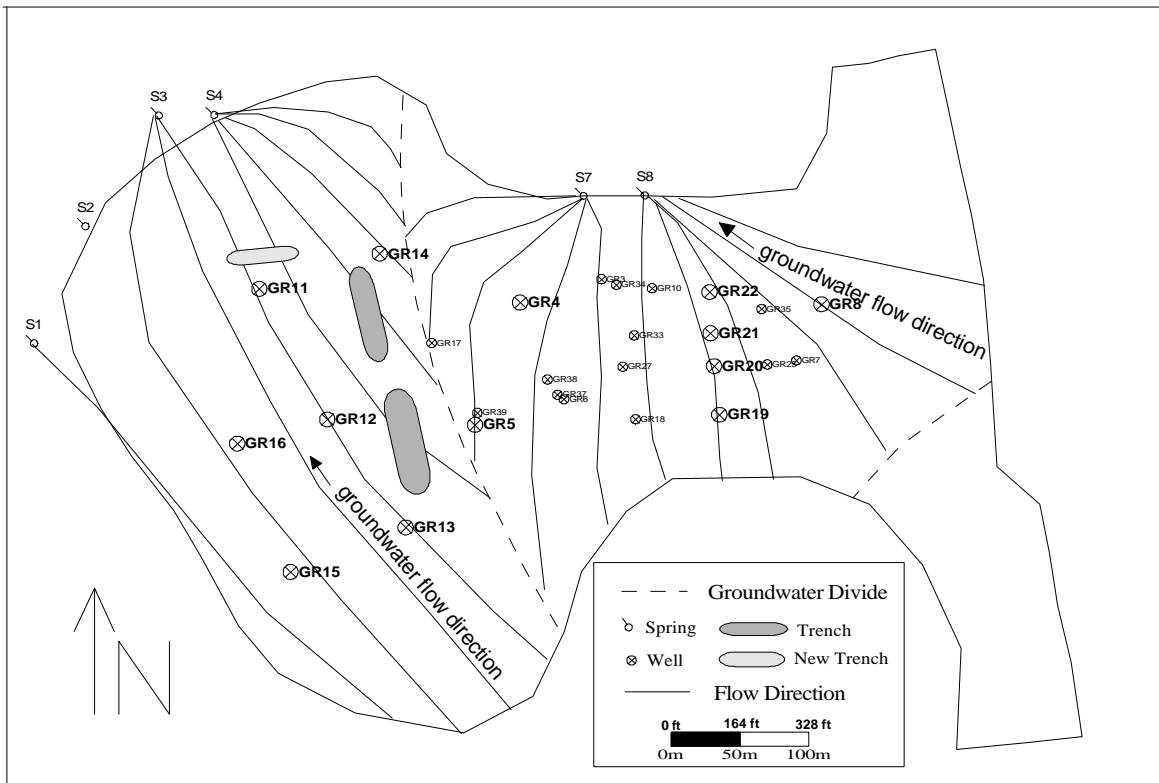 S3
S4
S7
S8
S2
GR14
GR3
GR34
GR10
GR22
GR11
GR4
GR35
GR8
groundwater flow direction
S1
GR17
GR33
GR21
GR27
GR20
GR7
GR38
GR37
GR6
GR39
GR5
GR18
GR19
GR12
GR16
GR13
groundwater flow direction
GR15
N
Groundwater Divide
Spring
Trench
Well
New Trench
Flow Direction
0 ft 164 ft 328 ft
0m 50m 100m